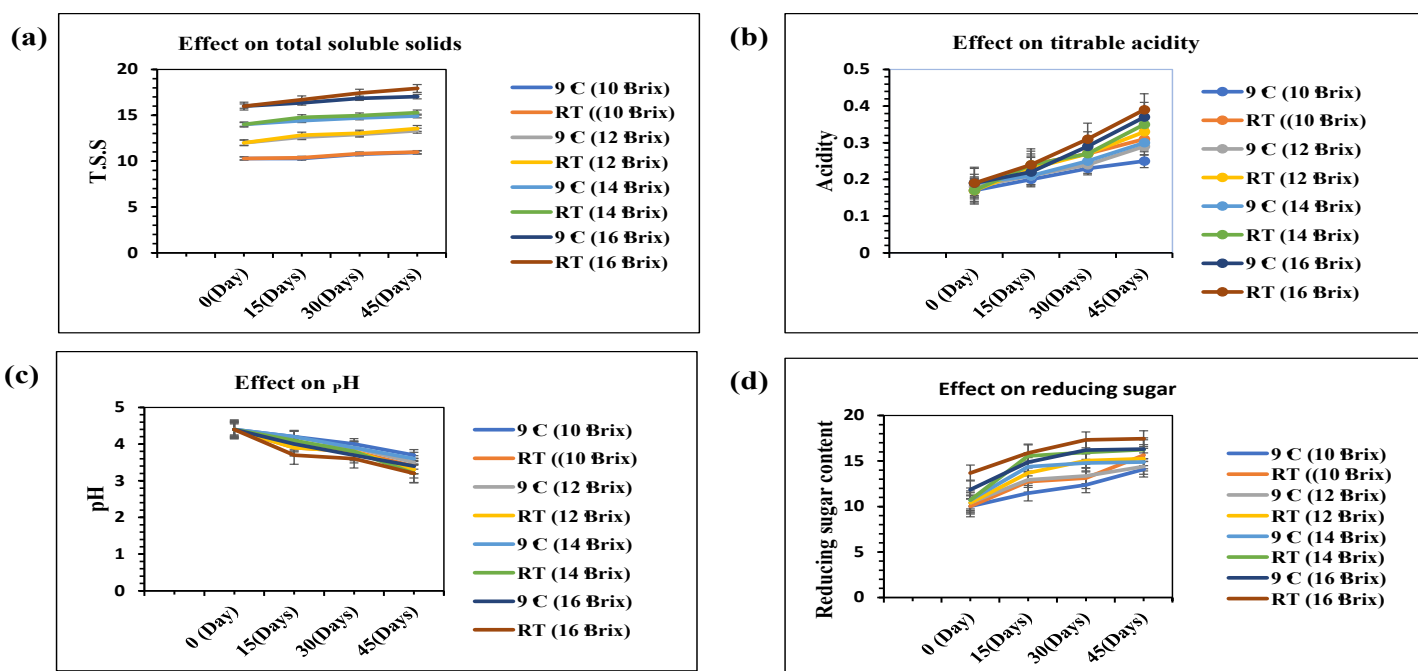 (a)
Effect on total soluble solids
T.S.S
20
15
10
5
0
0(Day)
15(Days)
30(Days)
45(Days)
9 C (10 Brix)
RT ((10 Brix)
9 C (12 Brix)
RT (12 Brix)
9 C (14 Brix)
RT (14 Brix)
9 C (16 Brix)
RT (16 Brix)
(b)
Effect on titrable acidity
Acidity
0.5
0.4
0.3
0.2
0.1
0
0 (Day)
15(Days)
30(Days)
45(Days)
9 C (10 Brix)
RT ((10 Brix)
9 C (12 Brix)
RT (12 Brix)
9 C (14 Brix)
RT (14 Brix)
9 C (16 Brix)
RT (16 Brix)
(c)
Effect on PH
pH
5
4
3
2
1
0
0 (Day)
15(Days)
30(Days)
45(Days)
9 C (10 Brix)
RT ((10 Brix)
9 C (12 Brix)
RT (12 Brix)
9 C (14 Brix)
RT (14 Brix)
9 C (16 Brix)
RT (16 Brix)
(d)
Effect on reducing sugar
Reducing sugar content
20
15
10
5
0
0 (Day)
15(Days)
30(Days)
45(Days)
9 C (10 Brix)
RT ((10 Brix)
9 C (12 Brix)
RT (12 Brix)
9 C (14 Brix)
RT (14 Brix)
9 C (16 Brix)
RT (16 Brix)